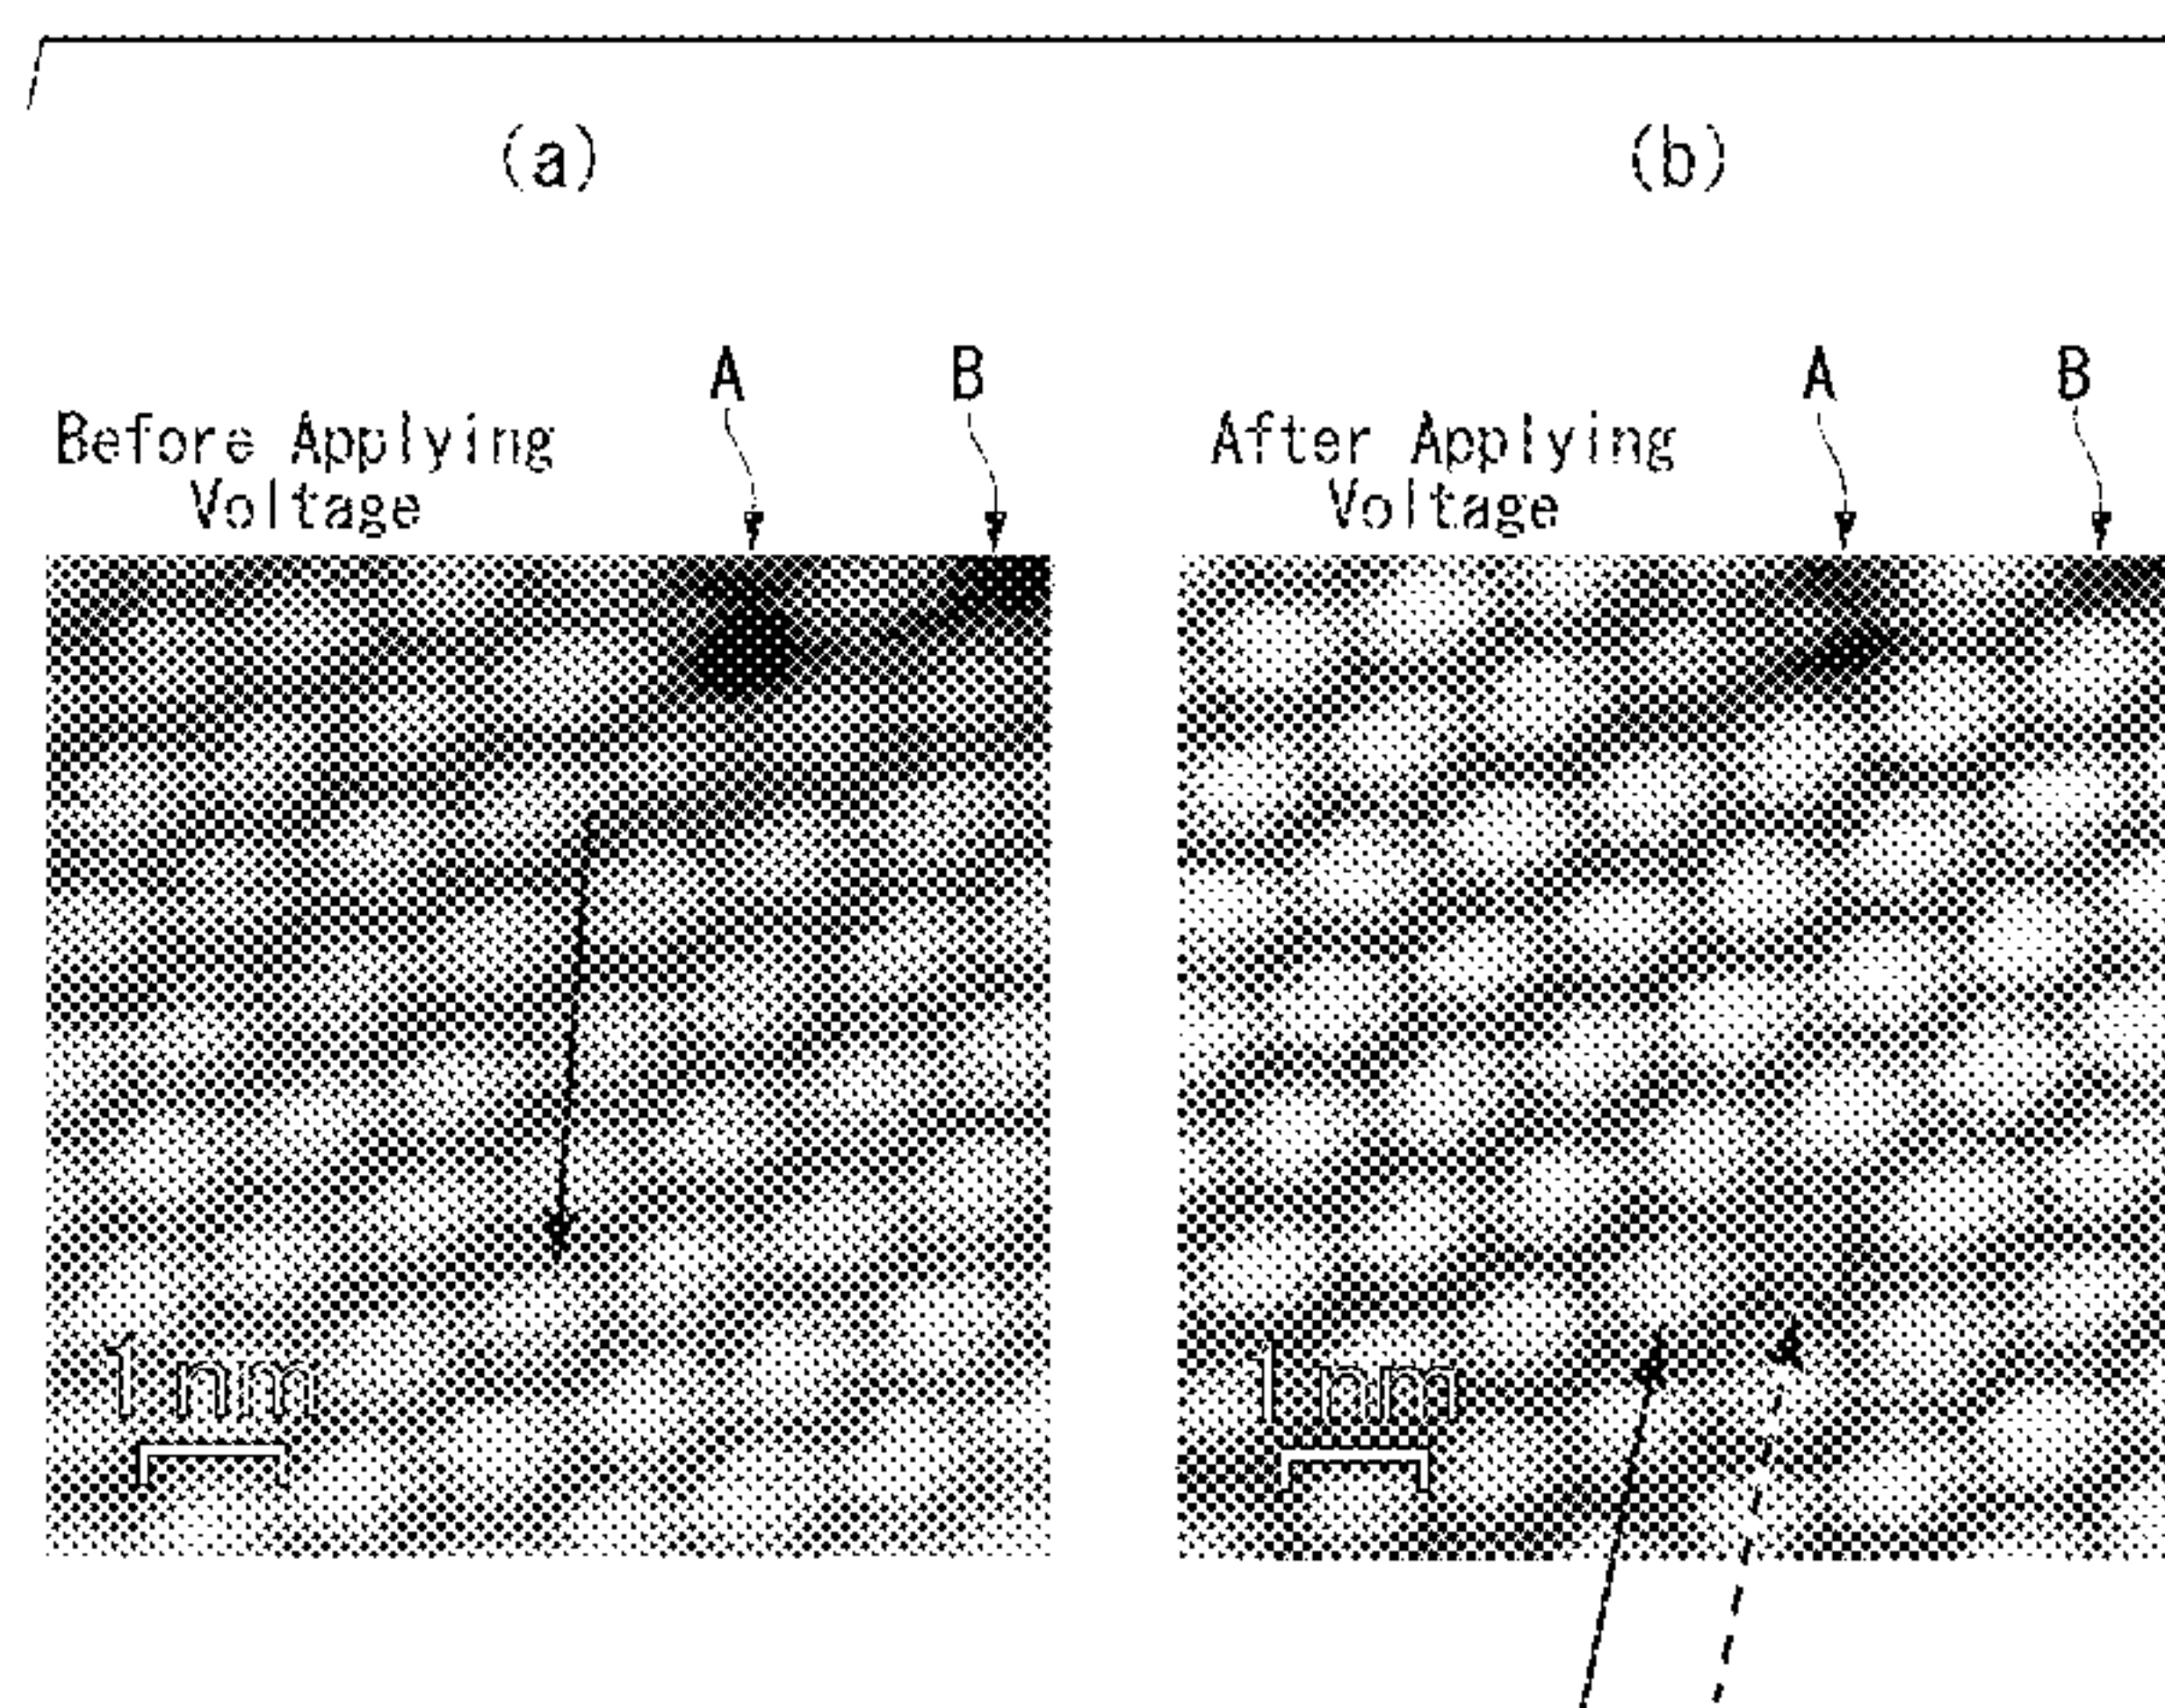 (a)
(b)
A
B
Before Applying
Voltage
A
B
After Applying
Voltage
1 nm
1 nm